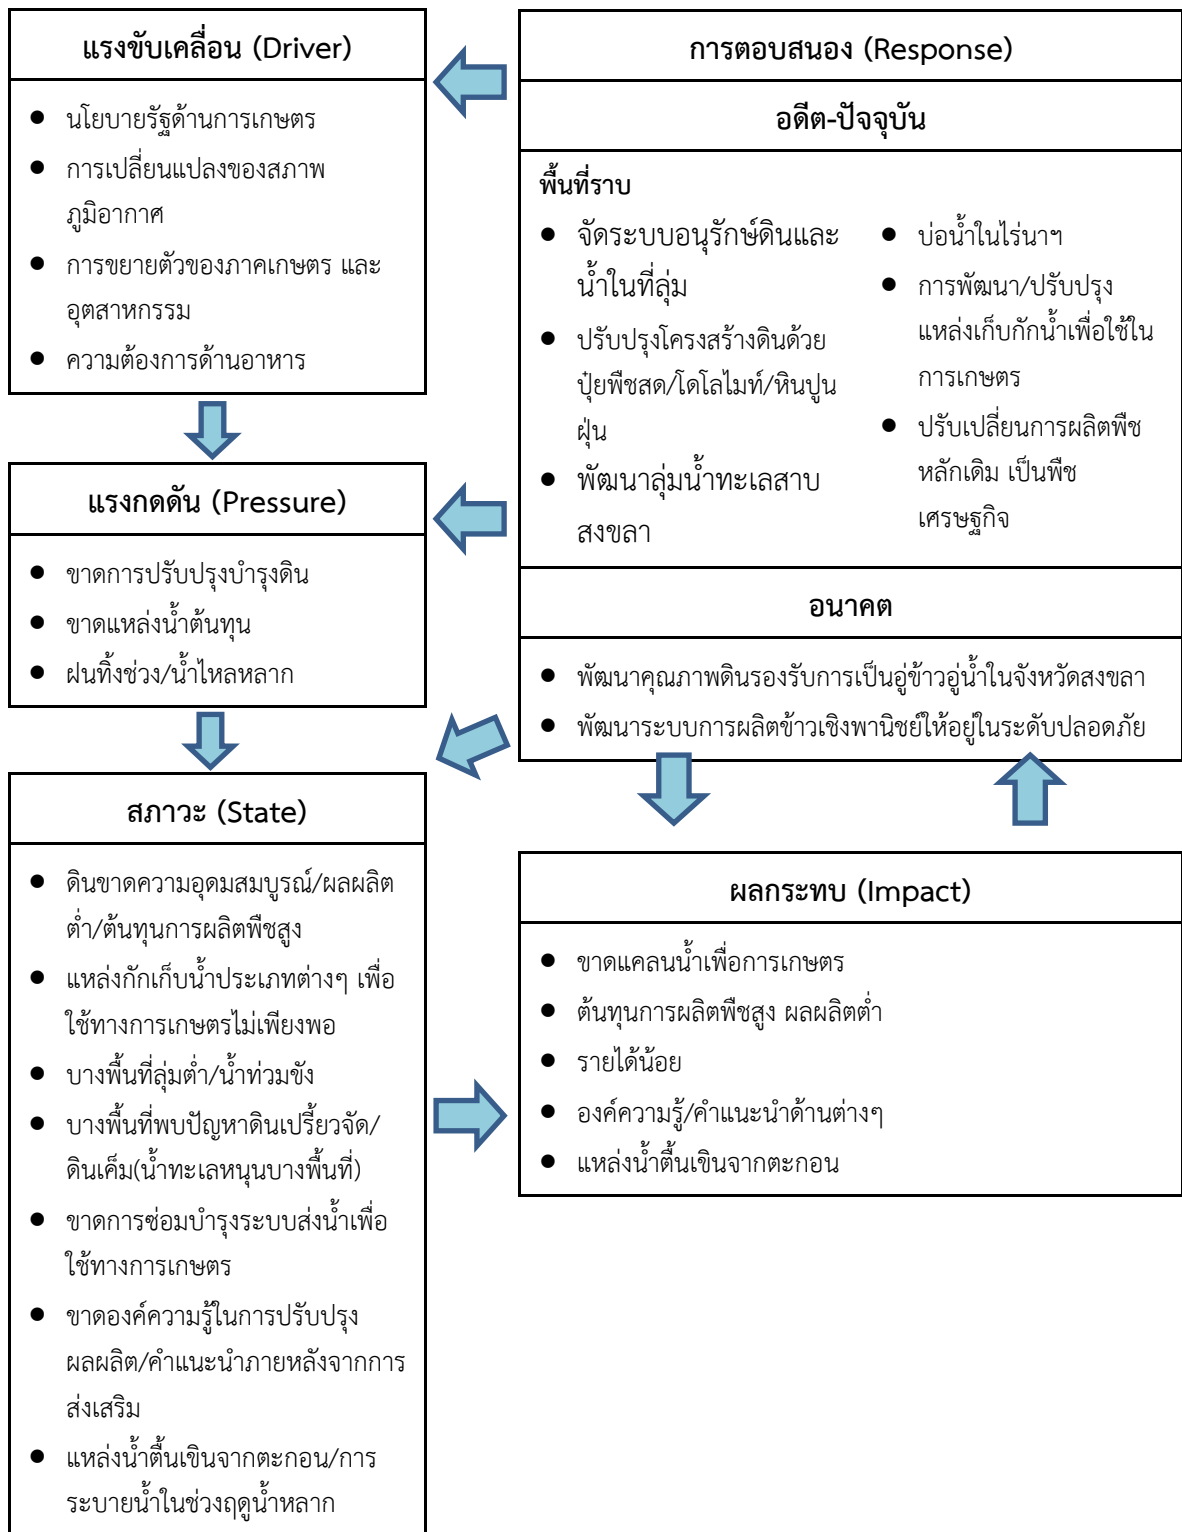 แรงขับเคลื่อน (Driver)
● นโยบายรัฐด้านการเกษตร
● การเปลี่ยนแปลงของสภาพ
ภูมิอากาศ
● การขยายตัวของภาคเกษตร และ
อุตสาหกรรม
● ความต้องการด้านอาหาร
แรงกดดัน (Pressure)
● ขาดการปรับปรุงบำรุงดิน
● ขาดแหล่งน้ำต้นทุน
● ฝนทิ้งช่วง/น้ำไหลหลาก
สภาวะ (State)
● ดินขาดความอุดมสมบูรณ์/ผลผลิต
ต่ำ/ต้นทุนการผลิตพืชสูง
● แหล่งกักเก็บน้ำประเภทต่างๆ เพื่อ
ใช้ทางการเกษตรไม่เพียงพอ
● บางพื้นที่ลุ่มต่ำ/น้ำท่วมขัง
● บางพื้นที่พบปัญหาดินเปรี้ยวจัด/
ดินเค็ม(น้ำทะเลหนุนบางพื้นที่)
● ขาดการซ่อมบำรุงระบบส่งน้ำเพื่อ
ใช้ทางการเกษตร
● ขาดองค์ความรู้ในการปรับปรุง
ผลผลิต/คำแนะนำภายหลังจากการ
ส่งเสริม
● แหล่งน้ำตื้นเขินจากตะกอน/การ
ระบายน้ำในช่วงฤดูน้ำหลาก
การตอบสนอง (Response)
อดีต-ปัจจุบัน
พื้นที่ราบ
● จัดระบบอนุรักษ์ดินและ
น้ำในที่ลุ่ม
● ปรับปรุงโครงสร้างดินด้วย
ปุ๋ยพืชสด/โดโลไมท์/หินปูน
ฝุ่น
● พัฒนาลุ่มน้ำทะเลสาบ
สงขลา
● บ่อน้ำในไร่นาฯ
● การพัฒนา/ปรับปรุง
แหล่งเก็บกักน้ำเพื่อใช้ใน
การเกษตร
● ปรับเปลี่ยนการผลิตพืช
หลักเดิม เป็นพืช
เศรษฐกิจ
อนาคต
● พัฒนาคุณภาพดินรองรับการเป็นอู่ข้าวอู่น้ำในจังหวัดสงขลา
● พัฒนาระบบการผลิตข้าวเชิงพานิชย์ให้อยู่ในระดับปลอดภัย
ผลกระทบ (Impact)
● ขาดแคลนน้ำเพื่อการเกษตร
● ต้นทุนการผลิตพืชสูง ผลผลิตต่ำ
● รายได้น้อย
● องค์ความรู้/คำแนะนำด้านต่างๆ
● แหล่งน้ำตื้นเขินจากตะกอน